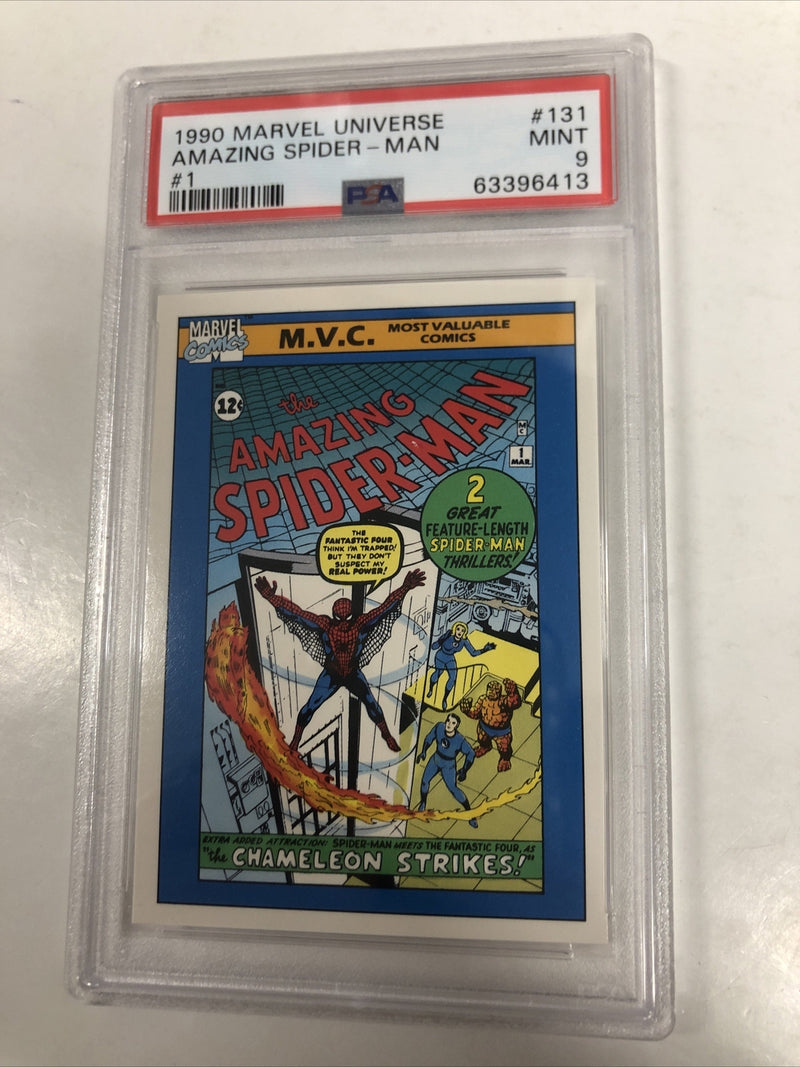 1990 MARVEL UNIVERSE #131
AMAZING SPIDER-MAN MINT
#1 9
PSA 63396413
MARVEL COMICS
M.V.C. MOST VALUABLE
COMICS
12¢
the
AMAZING
SPIDER-MAN
MC
1
MAR.
2
GREAT
FEATURE-LENGTH
SPIDER-MAN
THRILLERS!
THE
FANTASTIC FOUR
THINK I'M TRAPPED!
BUT THEY DON'T
SUSPECT MY
REAL POWER!
EXTRA ADDED ATTRACTION: SPIDER-MAN MEETS THE FANTASTIC FOUR, AS
"the CHAMELEON STRIKES!"